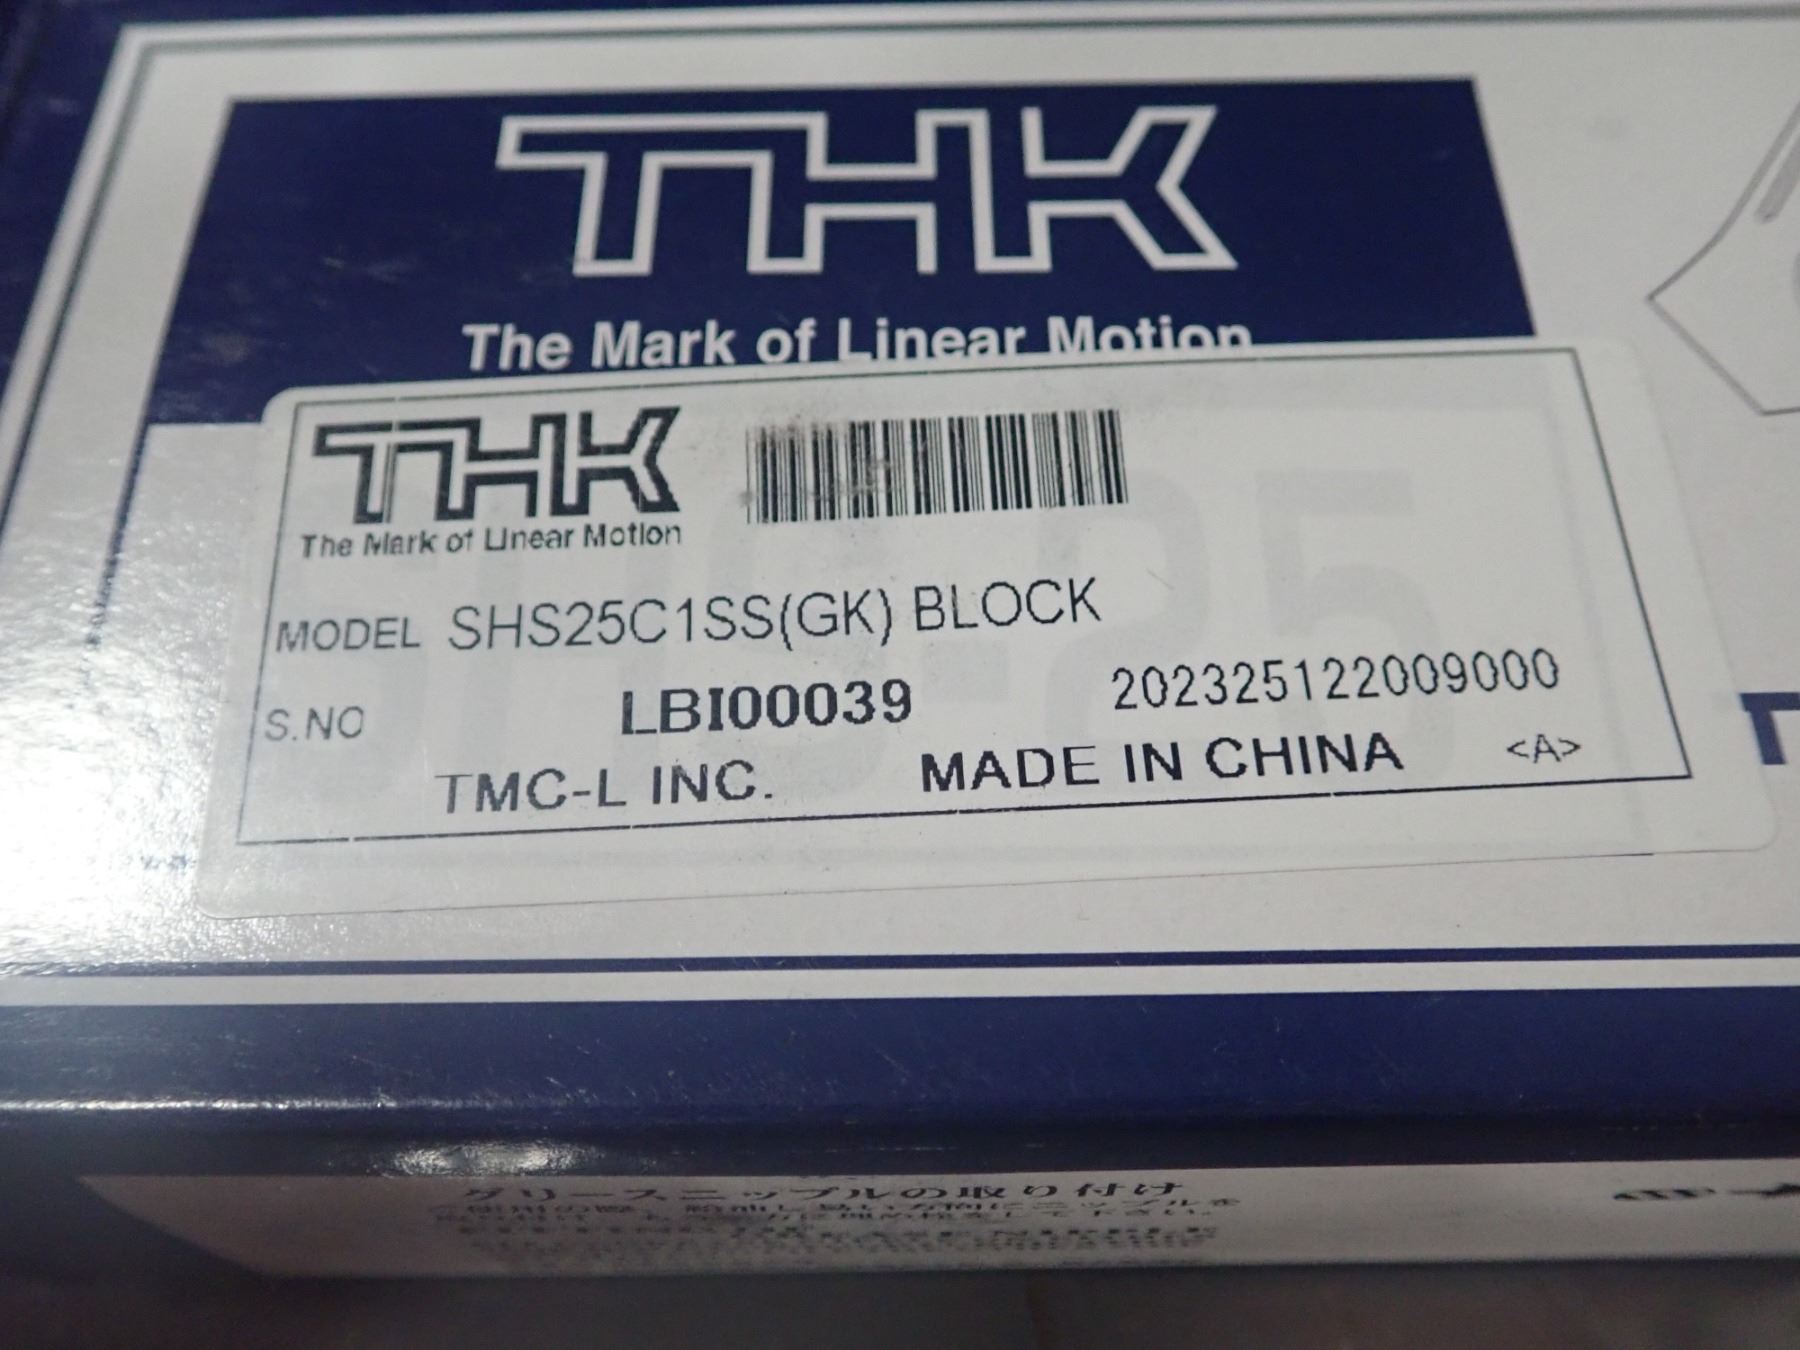 THK
The Mark of Linear Motion
THK
The Mark of Linear Motion
MODEL SHS25C1SS(GK) BLOCK
S.NO LBI00039 202325122009000
TMC-L INC. MADE IN CHINA <A>
T
グリースニップルの取り付け